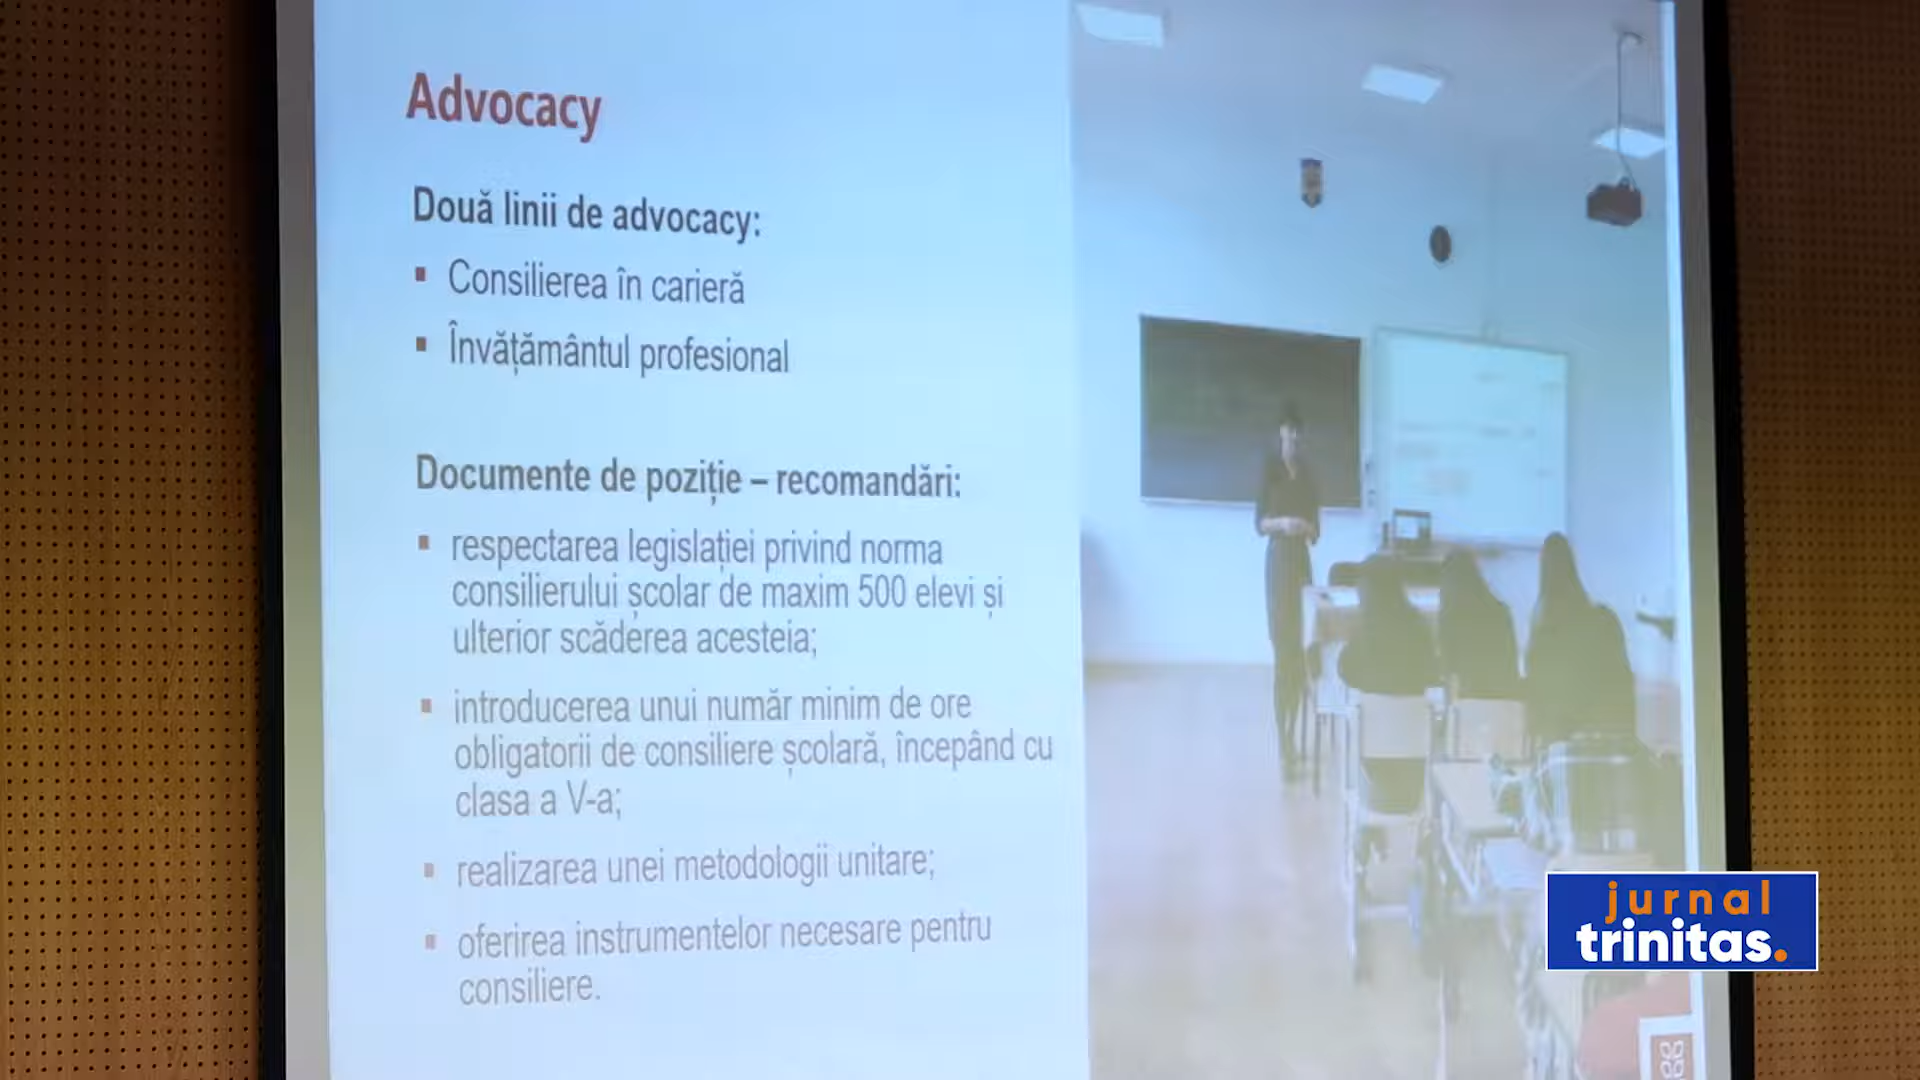 Advocacy
Două linii de advocacy:
▪ Consilierea în carieră
▪ Învățământul profesional
Documente de poziție – recomandări:
▪ respectarea legislației privind norma
consilierului școlar de maxim 500 elevi și
ulterior scăderea acesteia;
▪ introducerea unui număr minim de ore
obligatorii de consiliere școlară, începând cu
clasa a V-a;
▪ realizarea unei metodologii unitare;
▪ oferirea instrumentelor necesare pentru
consiliere.
jurnal
trinitas.